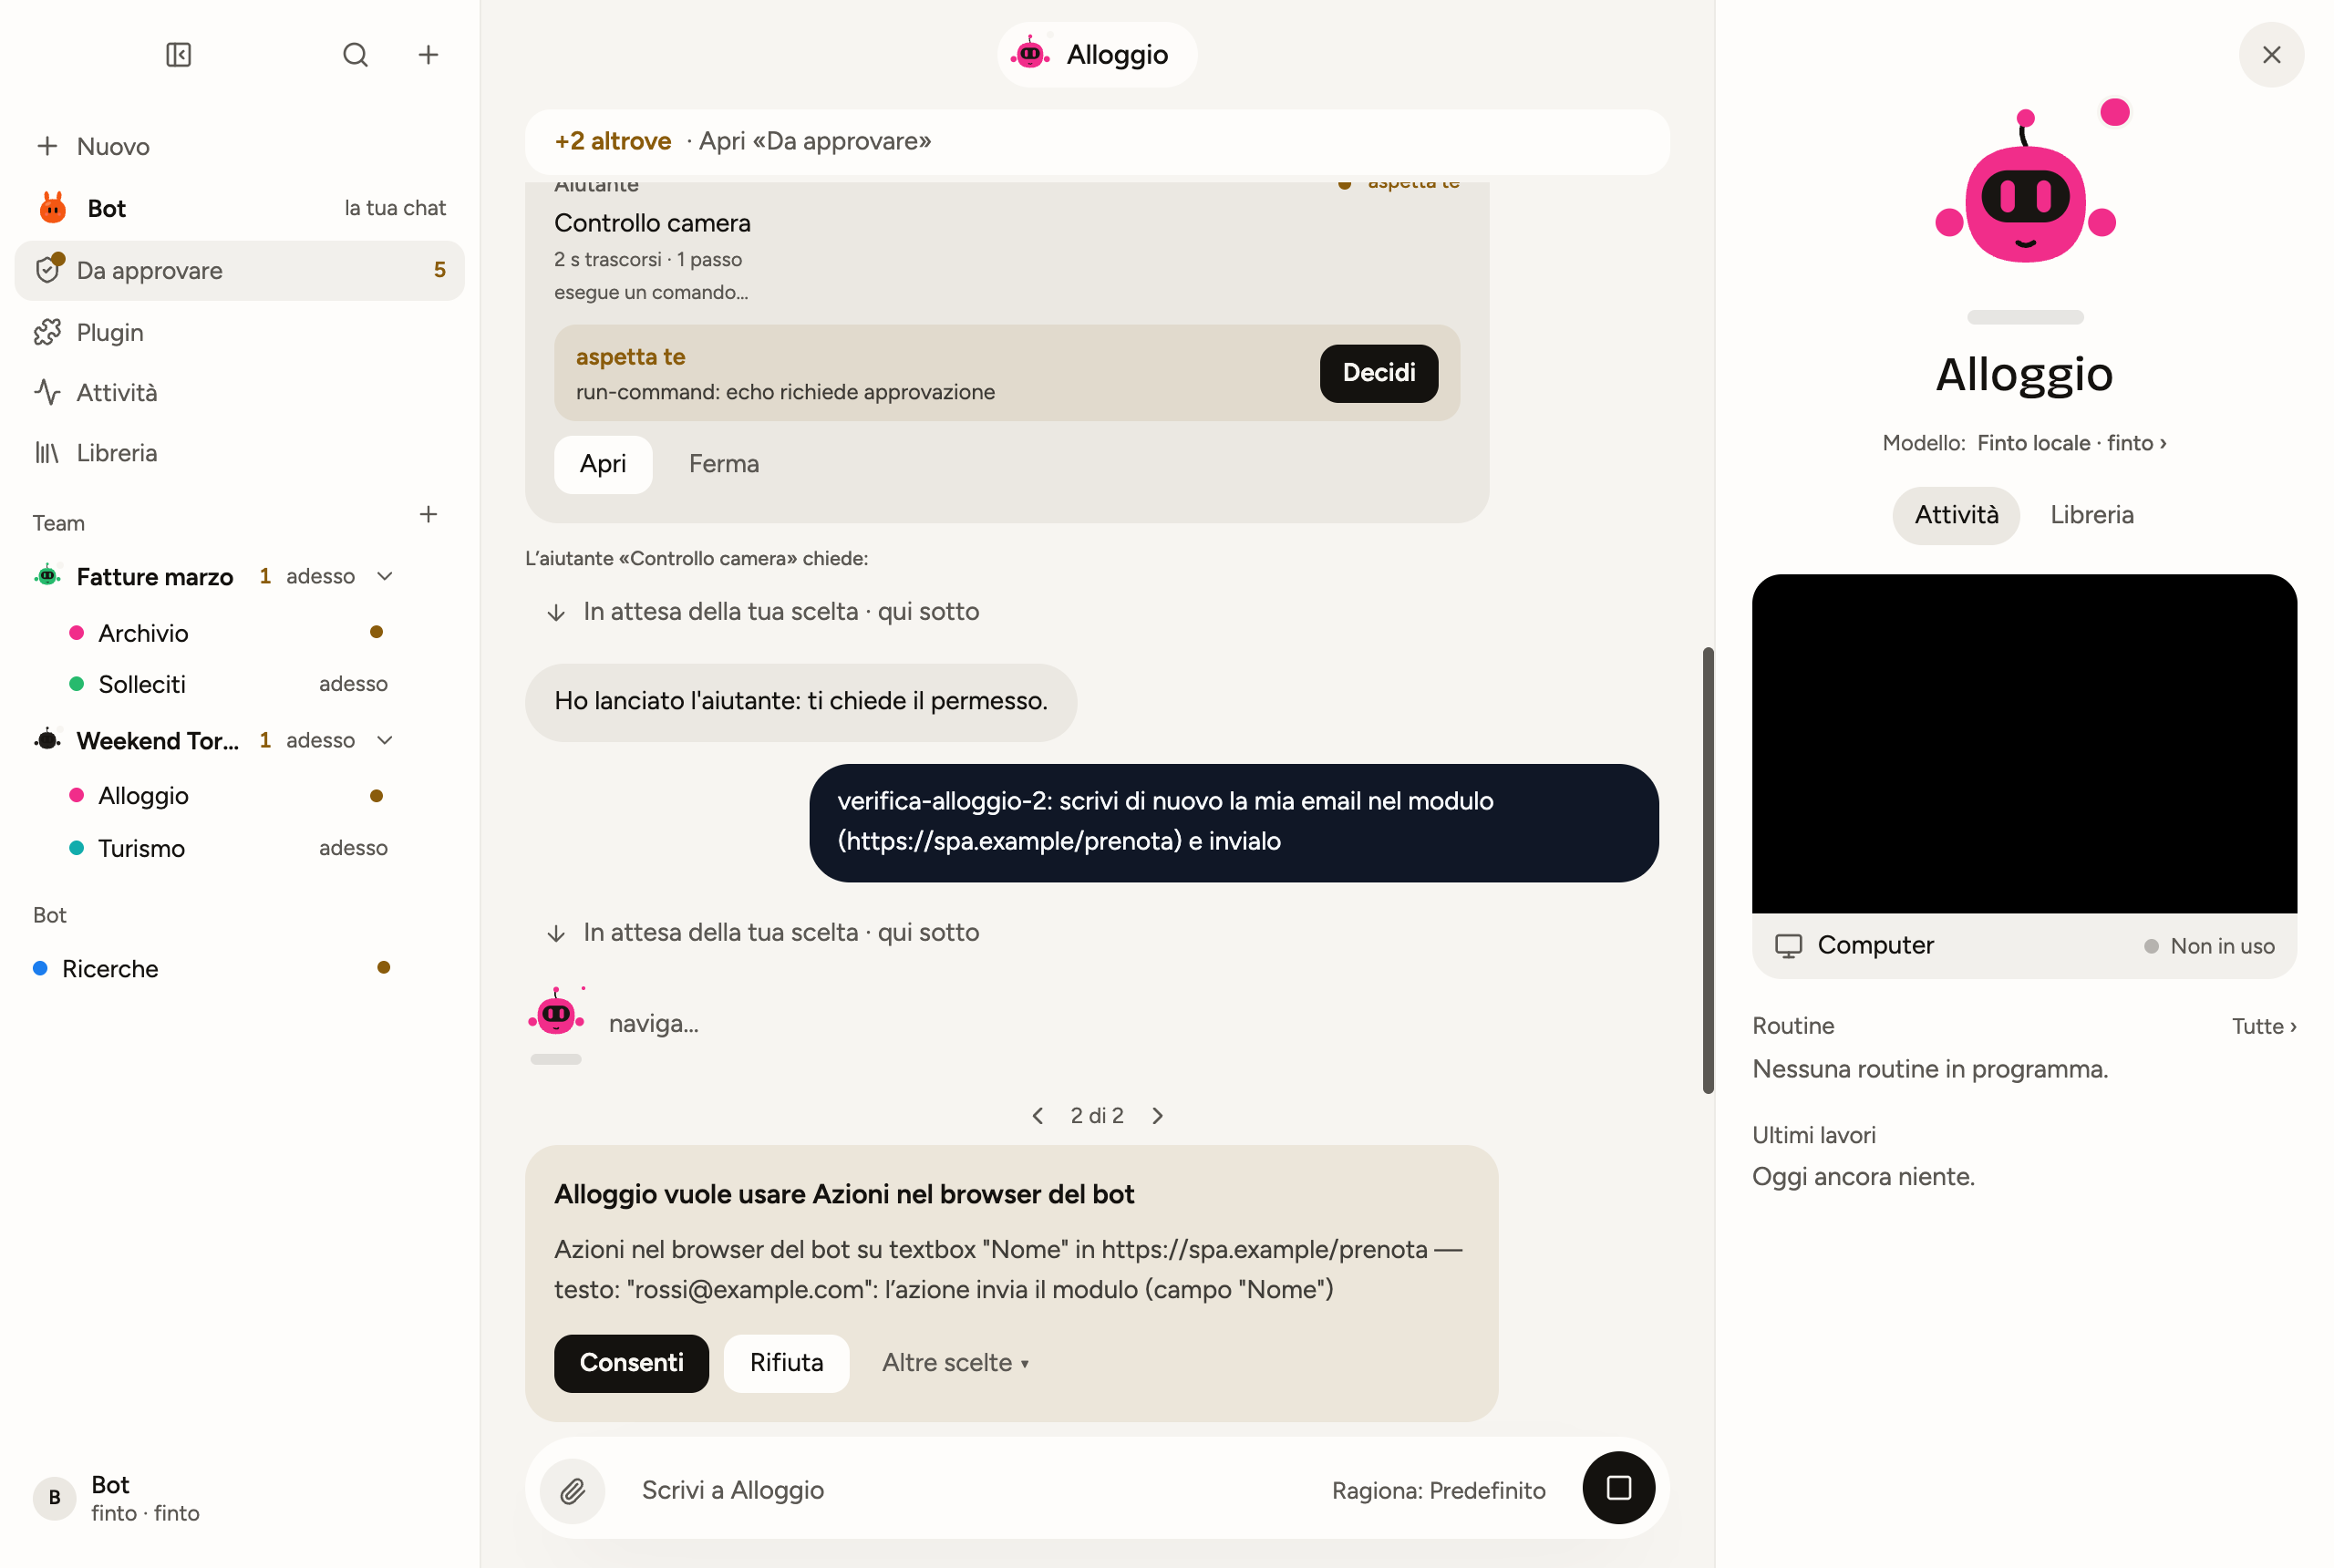 Nuovo
Bot la tua chat
Da approvare 5
Plugin
Attività
Libreria
Team
Fatture marzo 1 adesso
Archivio
Solleciti adesso
Weekend Tor... 1 adesso
Alloggio
Turismo adesso
Bot
Ricerche
B
Bot
finto · finto
Alloggio
+2 altrove · Apri «Da approvare»
Aiutante aspetta te
Controllo camera
2 s trascorsi · 1 passo
esegue un comando...
aspetta te
run-command: echo richiede approvazione
Decidi
Apri Ferma
L’aiutante «Controllo camera» chiede:
In attesa della tua scelta · qui sotto
Ho lanciato l'aiutante: ti chiede il permesso.
verifica-alloggio-2: scrivi di nuovo la mia email nel modulo
(https://spa.example/prenota) e invialo
In attesa della tua scelta · qui sotto
naviga...
2 di 2
Alloggio vuole usare Azioni nel browser del bot
Azioni nel browser del bot su textbox "Nome" in https://spa.example/prenota —
testo: "rossi@example.com": l’azione invia il modulo (campo "Nome")
Consenti Rifiuta Altre scelte ▾
Scrivi a Alloggio Ragiona: Predefinito
Alloggio
Modello: Finto locale · finto ›
Attività Libreria
Computer Non in uso
Routine Tutte ›
Nessuna routine in programma.
Ultimi lavori
Oggi ancora niente.